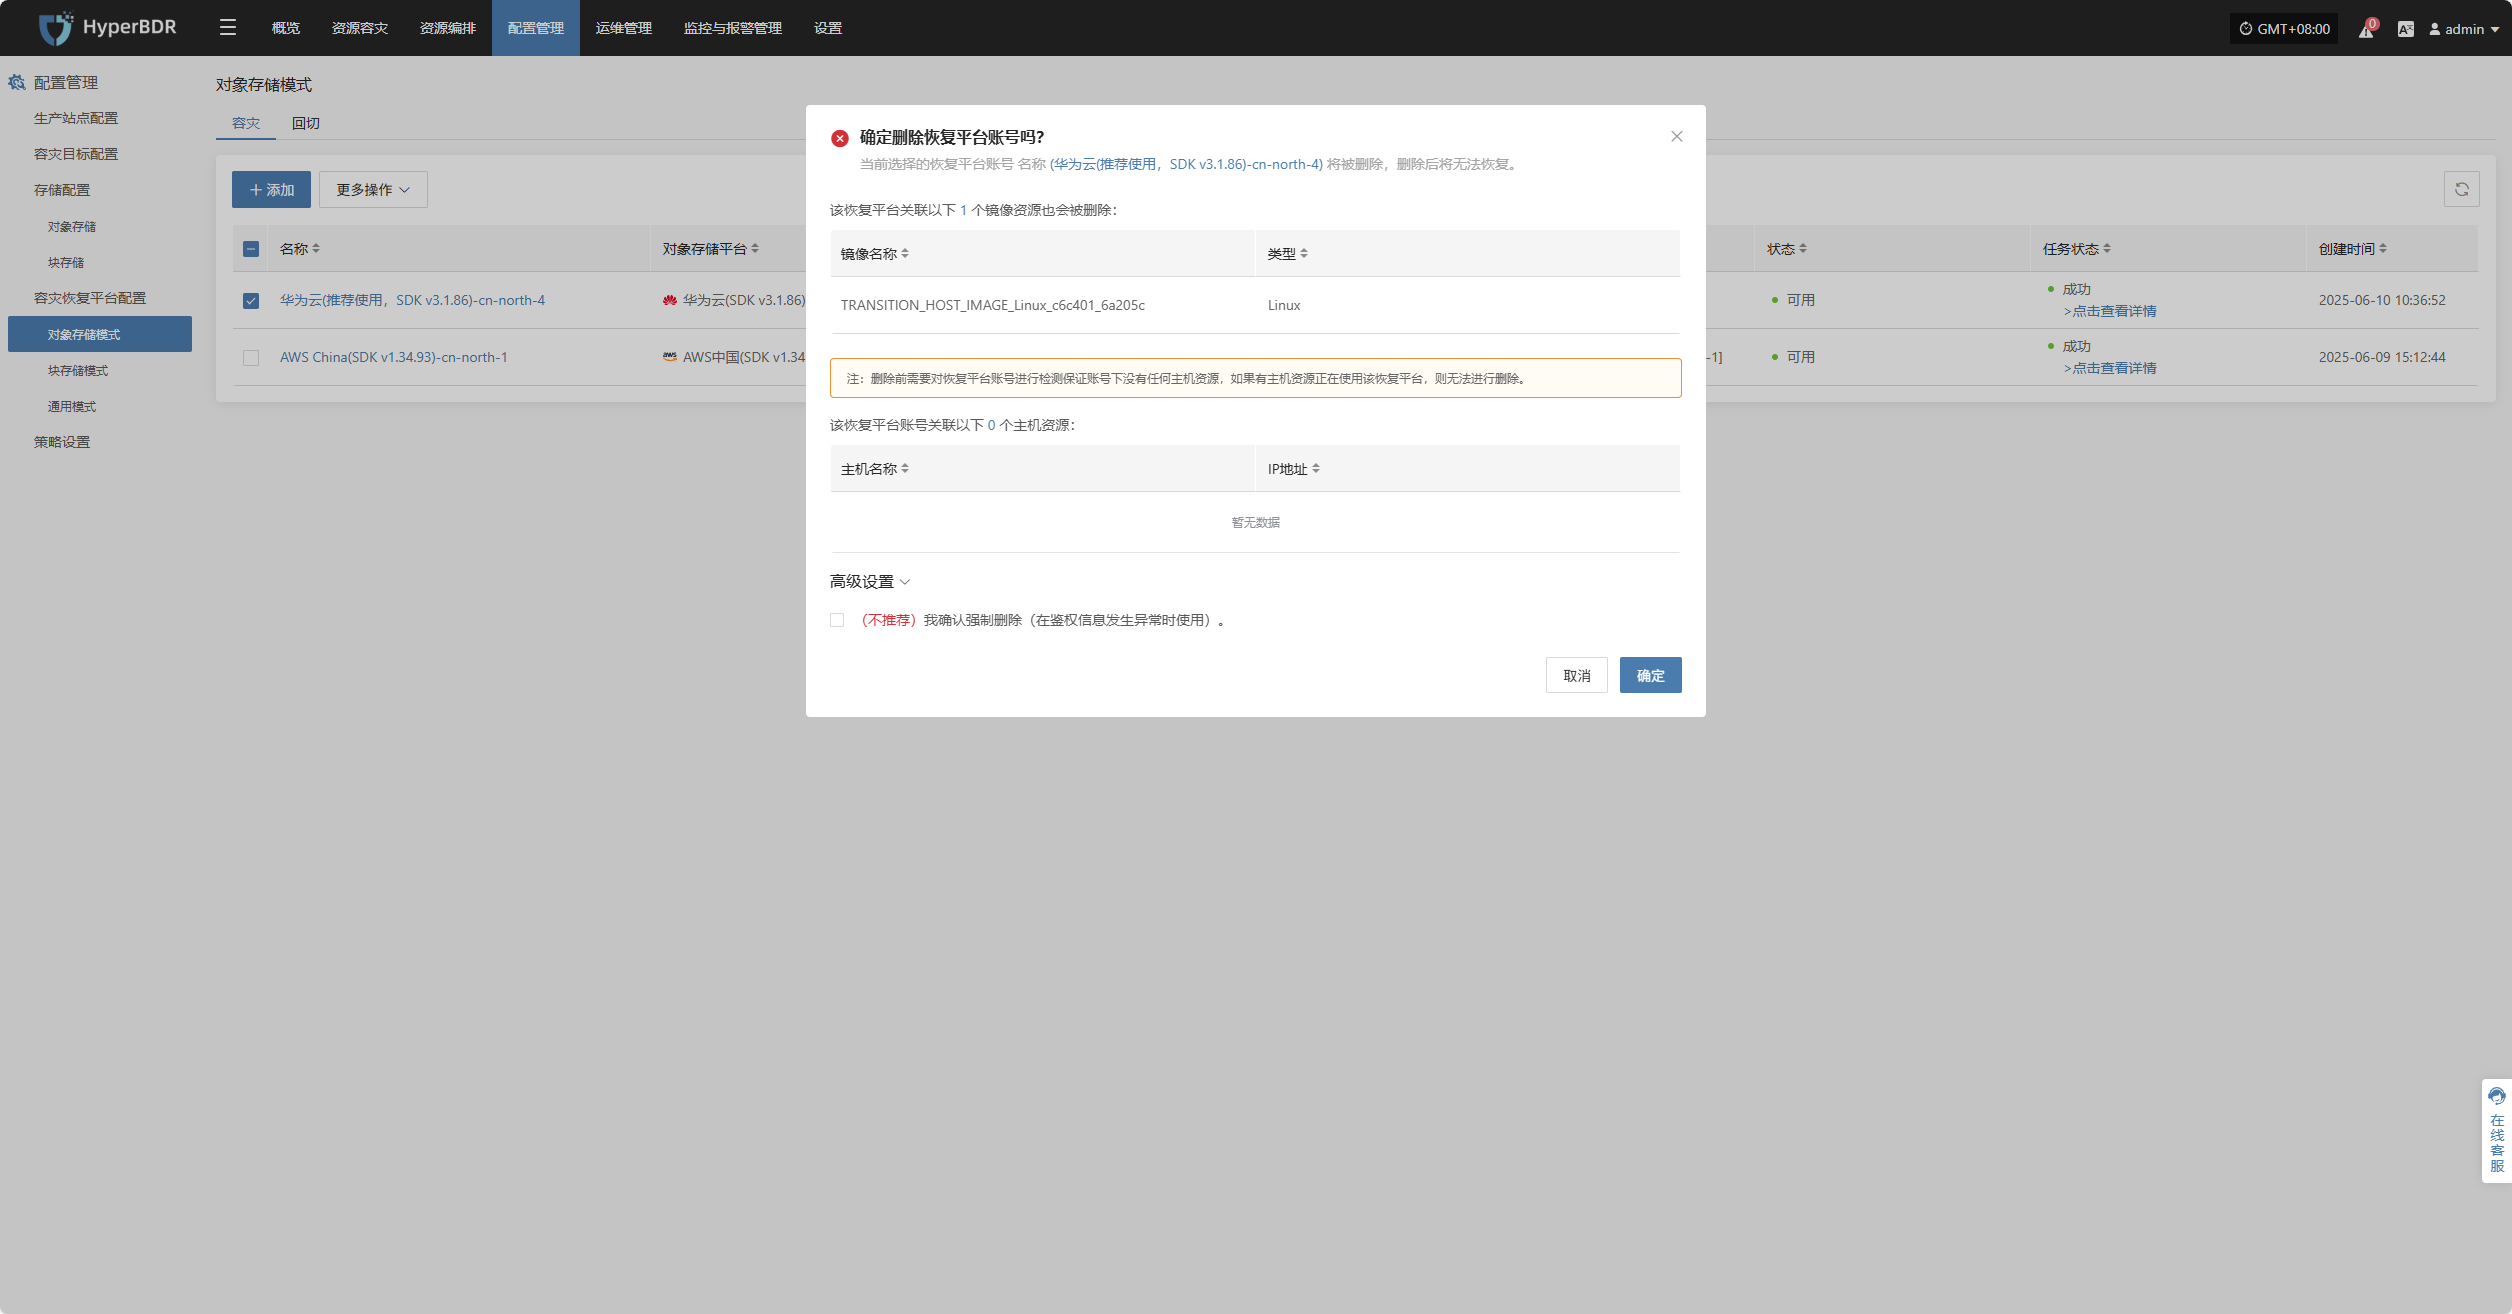 HyperBDR
概览
资源容灾
资源编排
配置管理
运维管理
监控与报警管理
设置
GMT+08:00
0
admin
配置管理
生产站点配置
容灾目标配置
存储配置
对象存储
块存储
容灾恢复平台配置
对象存储模式
块存储模式
通用模式
策略设置
对象存储模式
容灾
回切
添加
更多操作
名称
对象存储平台
状态
任务状态
创建时间
华为云(推荐使用，SDK v3.1.86)-cn-north-4
华为云(SDK v3.1.86)
可用
成功
>点击查看详情
2025-06-10 10:36:52
AWS China(SDK v1.34.93)-cn-north-1
aws
AWS中国(SDK v1.34
-1]
可用
成功
>点击查看详情
2025-06-09 15:12:44
确定删除恢复平台账号吗?
当前选择的恢复平台账号 名称 (华为云(推荐使用，SDK v3.1.86)-cn-north-4) 将被删除，删除后将无法恢复。
该恢复平台关联以下 1 个镜像资源也会被删除：
镜像名称
类型
TRANSITION_HOST_IMAGE_Linux_c6c401_6a205c
Linux
注：删除前需要对恢复平台账号进行检测保证账号下没有任何主机资源，如果有主机资源正在使用该恢复平台，则无法进行删除。
该恢复平台账号关联以下 0 个主机资源：
主机名称
IP地址
暂无数据
高级设置
（不推荐）我确认强制删除（在鉴权信息发生异常时使用）。
取消
确定
在线客服